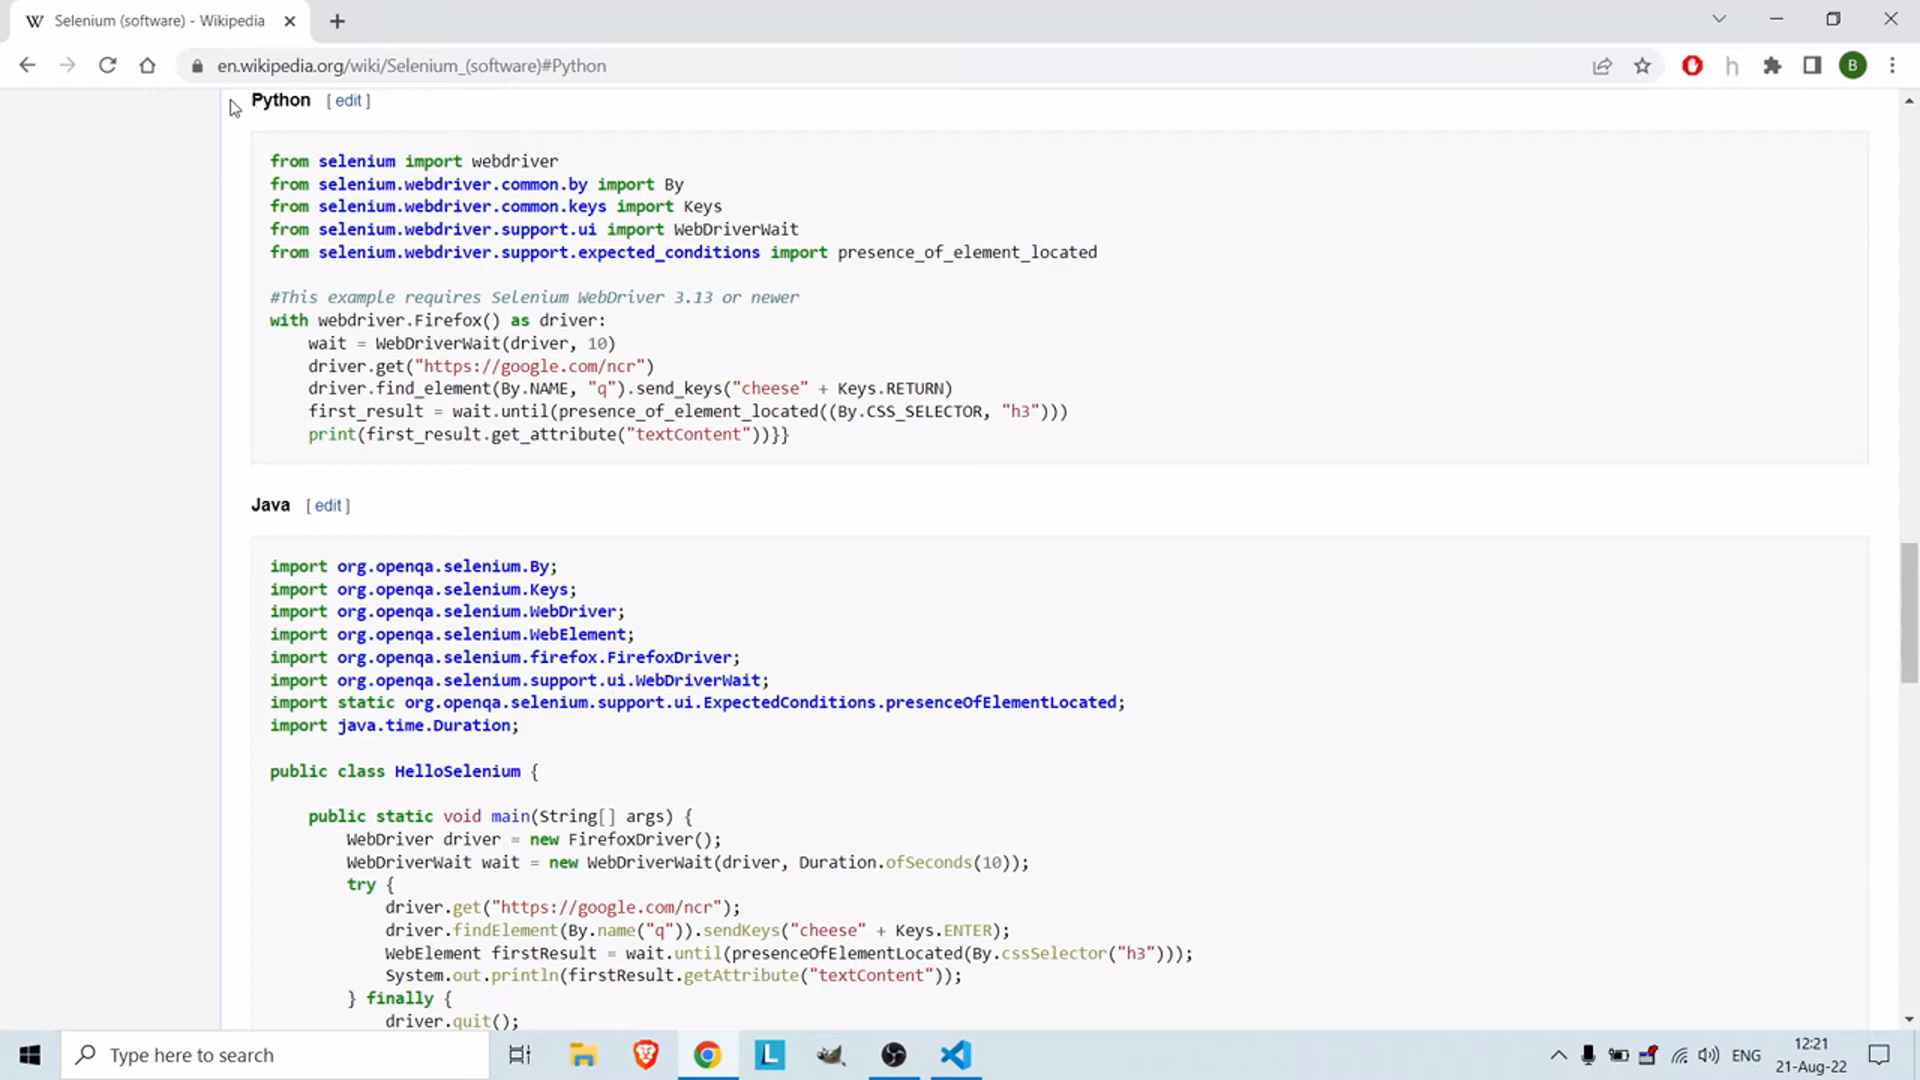 Selenium (software) - Wikipedia
en.wikipedia.org/wiki/Selenium_(software)#Python
B
Python [ edit ]
from selenium import webdriver
from selenium.webdriver.common.by import By
from selenium.webdriver.common.keys import Keys
from selenium.webdriver.support.ui import WebDriverWait
from selenium.webdriver.support.expected_conditions import presence_of_element_located
#This example requires Selenium WebDriver 3.13 or newer
with webdriver.Firefox() as driver:
wait = WebDriverWait(driver, 10)
driver.get("https://google.com/ncr")
driver.find_element(By.NAME, "q").send_keys("cheese" + Keys.RETURN)
first_result = wait.until(presence_of_element_located((By.CSS_SELECTOR, "h3")))
print(first_result.get_attribute("textContent"))}}
Java [ edit ]
import org.openqa.selenium.By;
import org.openqa.selenium.Keys;
import org.openqa.selenium.WebDriver;
import org.openqa.selenium.WebElement;
import org.openqa.selenium.firefox.FirefoxDriver;
import org.openqa.selenium.support.ui.WebDriverWait;
import static org.openqa.selenium.support.ui.ExpectedConditions.presenceOfElementLocated;
import java.time.Duration;
public class HelloSelenium {
public static void main(String[] args) {
WebDriver driver = new FirefoxDriver();
WebDriverWait wait = new WebDriverWait(driver, Duration.ofSeconds(10));
try {
driver.get("https://google.com/ncr");
driver.findElement(By.name("q")).sendKeys("cheese" + Keys.ENTER);
WebElement firstResult = wait.until(presenceOfElementLocated(By.cssSelector("h3")));
System.out.println(firstResult.getAttribute("textContent"));
} finally {
driver.quit();
Type here to search
ENG
12:21
21-Aug-22